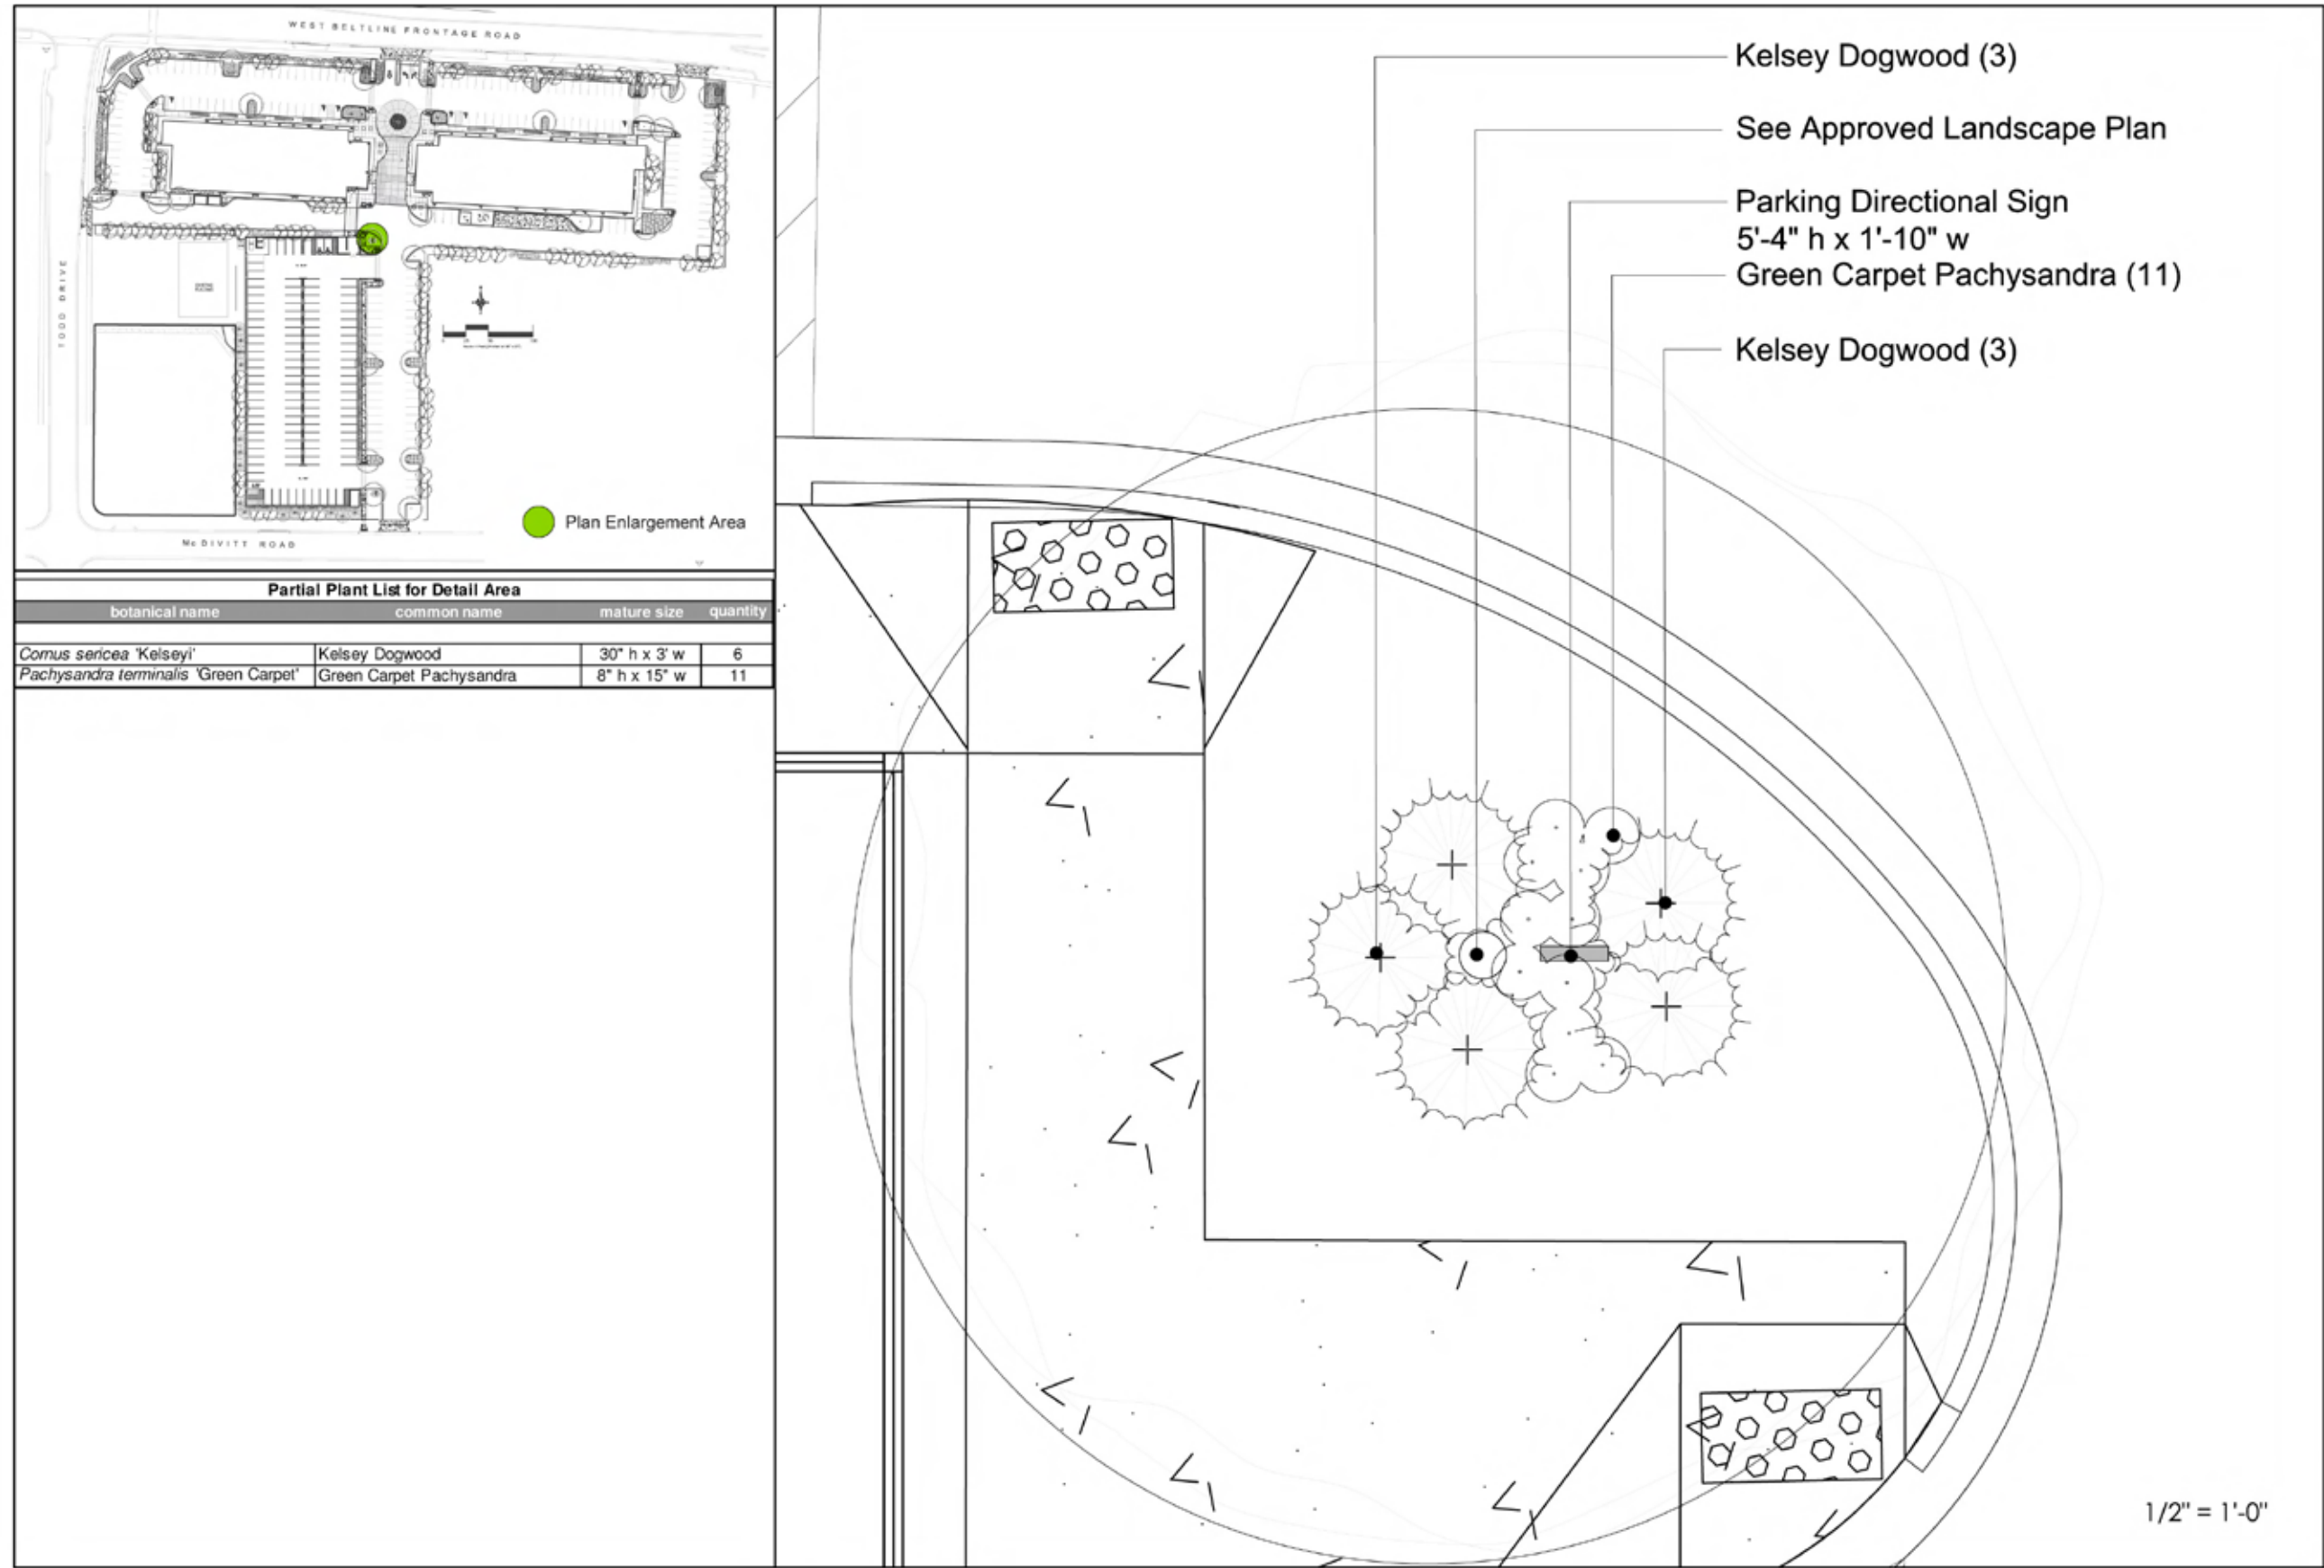 WEST BELTLINE FRONTAGE ROAD
TODD DRIVE
Plan Enlargement Area
Mc DIVITT ROAD
Partial Plant List for Detail Area
botanical name common name mature size quantity
Cornus sericea 'Kelseyi' Kelsey Dogwood 30" h x 3' w 6
Pachysandra terminalis 'Green Carpet' Green Carpet Pachysandra 8" h x 15" w 11
Kelsey Dogwood (3)
See Approved Landscape Plan
Parking Directional Sign
5'-4" h x 1'-10" w
Green Carpet Pachysandra (11)
Kelsey Dogwood (3)
1/2" = 1'-0"